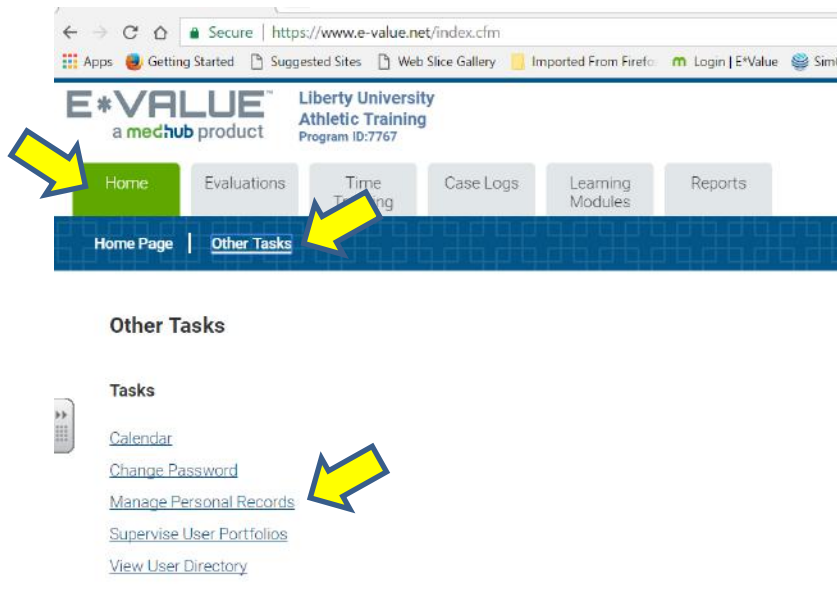 Secure | https://www.e-value.net/index.cfm
Apps Getting Started Suggested Sites Web Slice Gallery Imported From Firefo m Login | E*Value
E*VALUE™ Liberty University
a medhub product Athletic Training
Program ID:7767
Home Evaluations Time Case Logs Learning Modules Reports
Home Page | Other Tasks
Other Tasks
Tasks
Calendar
Change Password
Manage Personal Records
Supervise User Portfolios
View User Directory